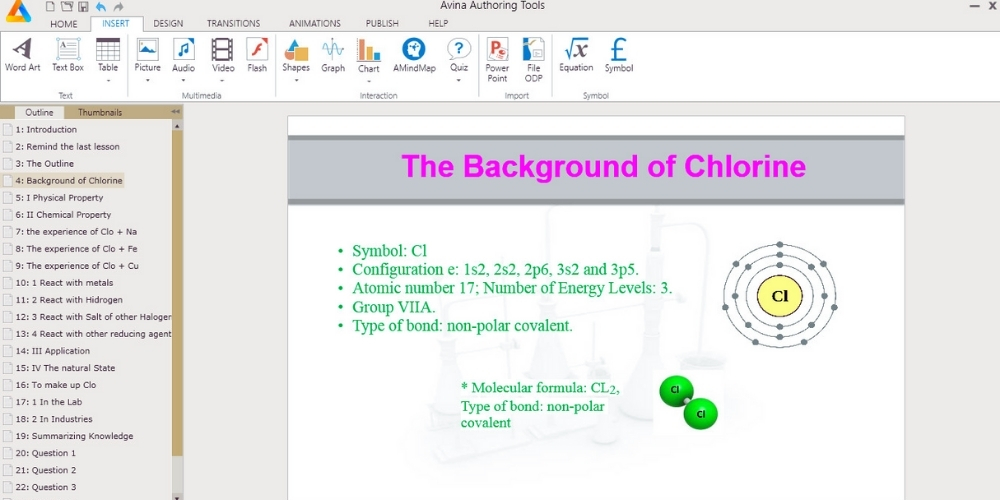 Avina Authoring Tools
HOME INSERT DESIGN TRANSITIONS ANIMATIONS PUBLISH HELP
Word Art Text Box Table Picture Audio Video Flash Shapes Graph Chart AMindMap Quiz Power Point File ODP Equation Symbol
Text Multimedia Interaction Import Symbol
Outline Thumbnails
1: Introduction
2: Remind the last lesson
3: The Outline
4: Background of Chlorine
5: I Physical Property
6: II Chemical Property
7: the experience of Clo + Na
8: The experience of Clo + Fe
9: The experience of Clo + Cu
10: 1 React with metals
11: 2 React with Hidrogen
12: 3 React with Salt of other Haloger
13: 4 React with other reducing agent
14: III Application
15: IV The natural State
16: To make up Clo
17: 1 In the Lab
18: 2 In Industries
19: Summarizing Knowledge
20: Question 1
21: Question 2
22: Question 3
The Background of Chlorine
• Symbol: Cl
• Configuration e: 1s2, 2s2, 2p6, 3s2 and 3p5.
• Atomic number 17; Number of Energy Levels: 3.
• Group VIIA.
• Type of bond: non-polar covalent.
Cl
* Molecular formula: CL2,
Type of bond: non-polar
covalent
Cl
Cl